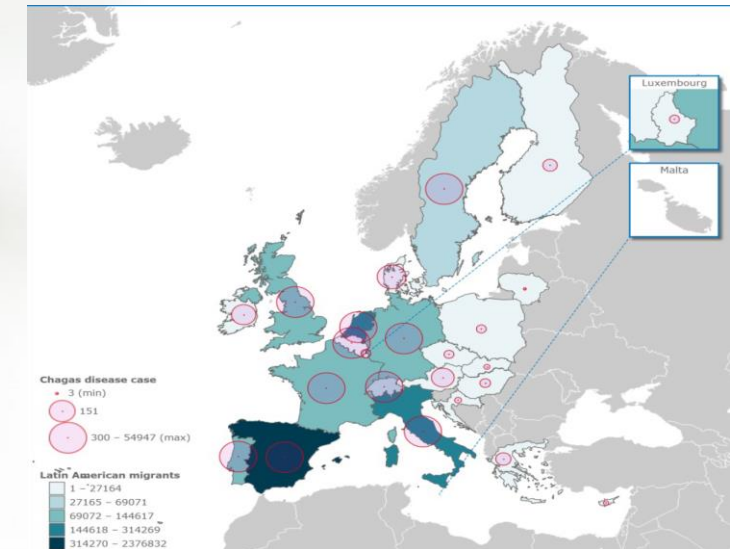 Luxembourg
Malta
Chagas disease case
3 (min)
151
300 – 54947 (max)
Latin American migrants
1 – 27164
27165 – 69071
69072 – 144617
144618 – 314269
314270 – 2376832